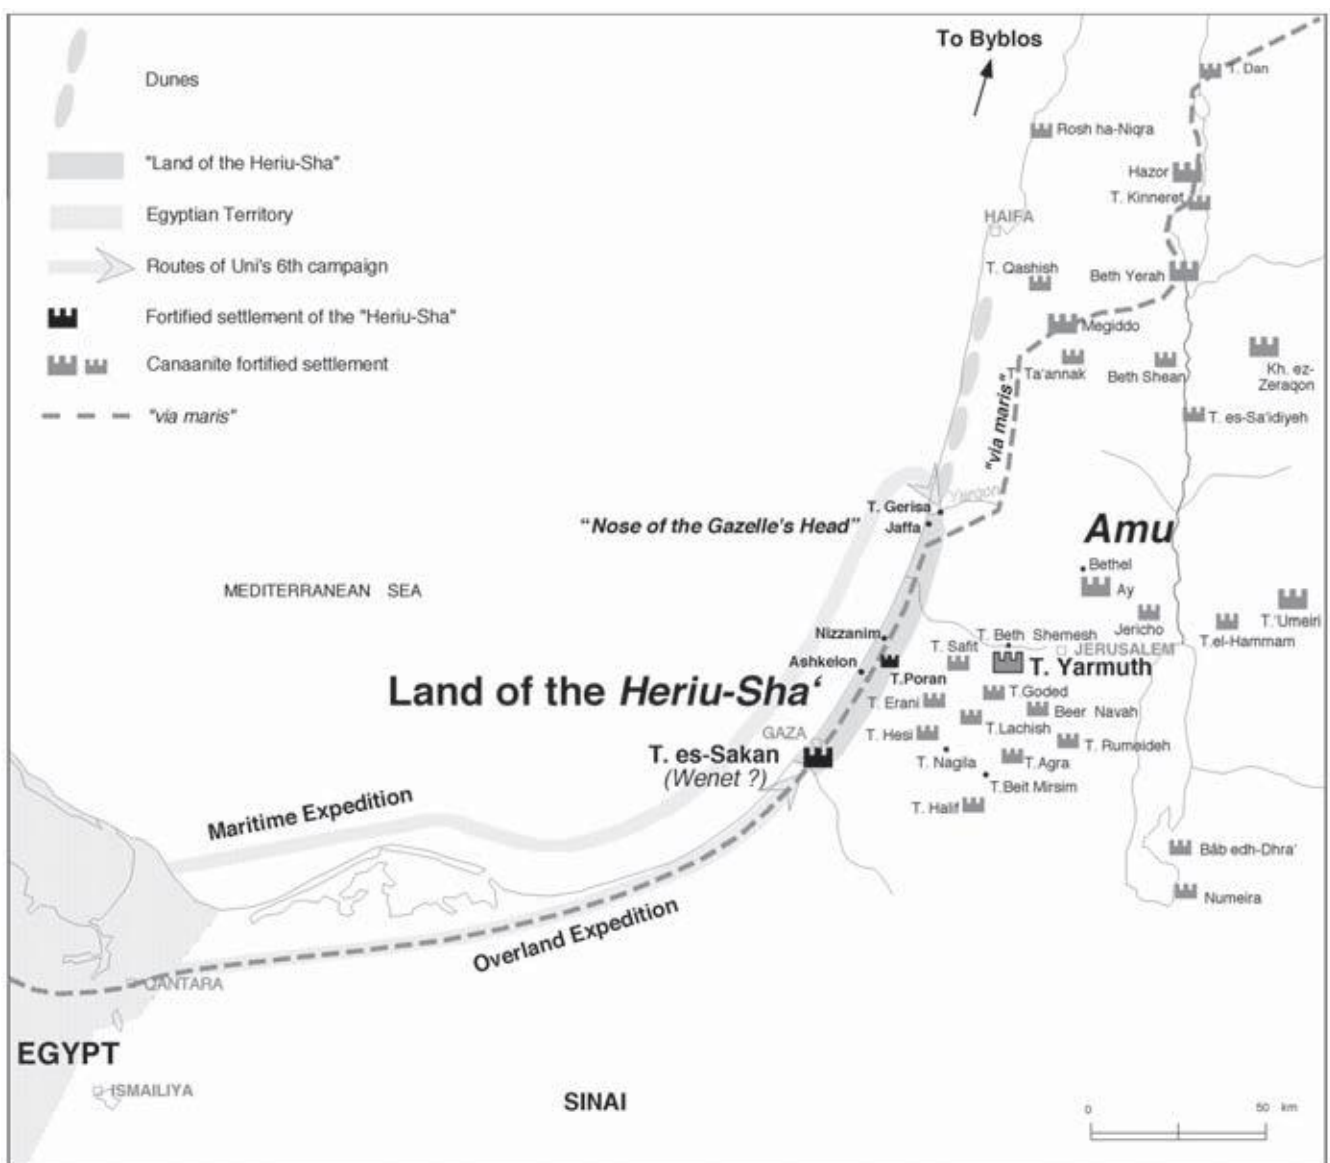 Dunes
"Land of the Heriu-Sha"
Egyptian Territory
Routes of Uni's 6th campaign
Fortified settlement of the "Heriu-Sha"
Canaanite fortified settlement
"via maris"
To Byblos
T. Dan
Rosh ha-Niqra
Hazor
T. Kinneret
HAIFA
T. Qashish
Beth Yerah
Megiddo
T. Ta'annak
Beth Shean
Kh. ez-
Zeraqon
T. es-Sa'idiyeh
"via maris"
Yarqon
T. Gerisa
"Nose of the Gazelle's Head"
Jaffa
Amu
Bethel
Ay
MEDITERRANEAN SEA
Jericho
T.'Umeiri
T.el-Hammam
Nizzanim
T. Beth Shemesh
T. Safit
JERUSALEM
Ashkelon
T. Yarmuth
T.Poran
Land of the Heriu-Sha‘
T. Erani
T.Goded
Beer Navah
T.Lachish
GAZA
T. Hesi
T. Rumeideh
T. es-Sakan
(Wenet ?)
T. Nagila
T.Agra
T.Beit Mirsim
T. Halif
Maritime Expedition
Bâb edh-Dhra'
Numeira
Overland Expedition
QANTARA
EGYPT
ISMAILIYA
SINAI
0 50 km